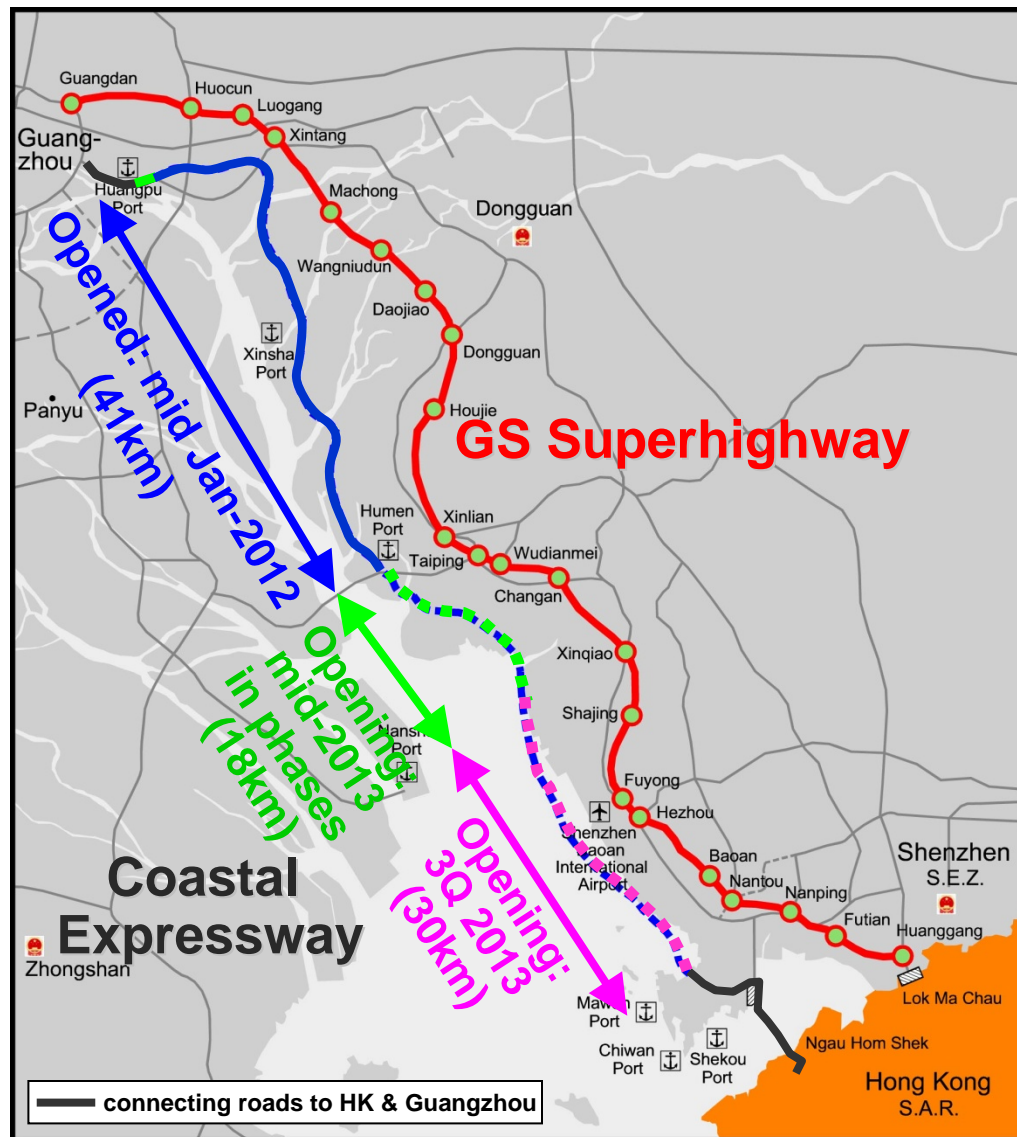 Guangdan
Huocun
Luogang
Xintang
Guang-
zhou
Huangpu
Port
Machong
Dongguan
Wangniudun
Daojiao
Xinsha
Port
Dongguan
Opened: mid Jan-2012
(41km)
Panyu
Houjie
GS Superhighway
Humen
Port
Xinlian
Taiping
Wudianmei
Changan
Opening:
mid-2013
in phases
(18km)
Xinqiao
Shajing
Port
Fuyong
Hezhou
Shenzhen
Baoan
International
Airport
Opening:
3Q 2013
(30km)
Coastal
Expressway
Baoan
Nantou
Nanping
Shenzhen
S.E.Z.
Futian
Huanggang
Zhongshan
Lok Ma Chau
Mawan
Port
Chiwan
Port
Shekou
Port
Ngau Hom Shek
Hong Kong
S.A.R.
connecting roads to HK & Guangzhou